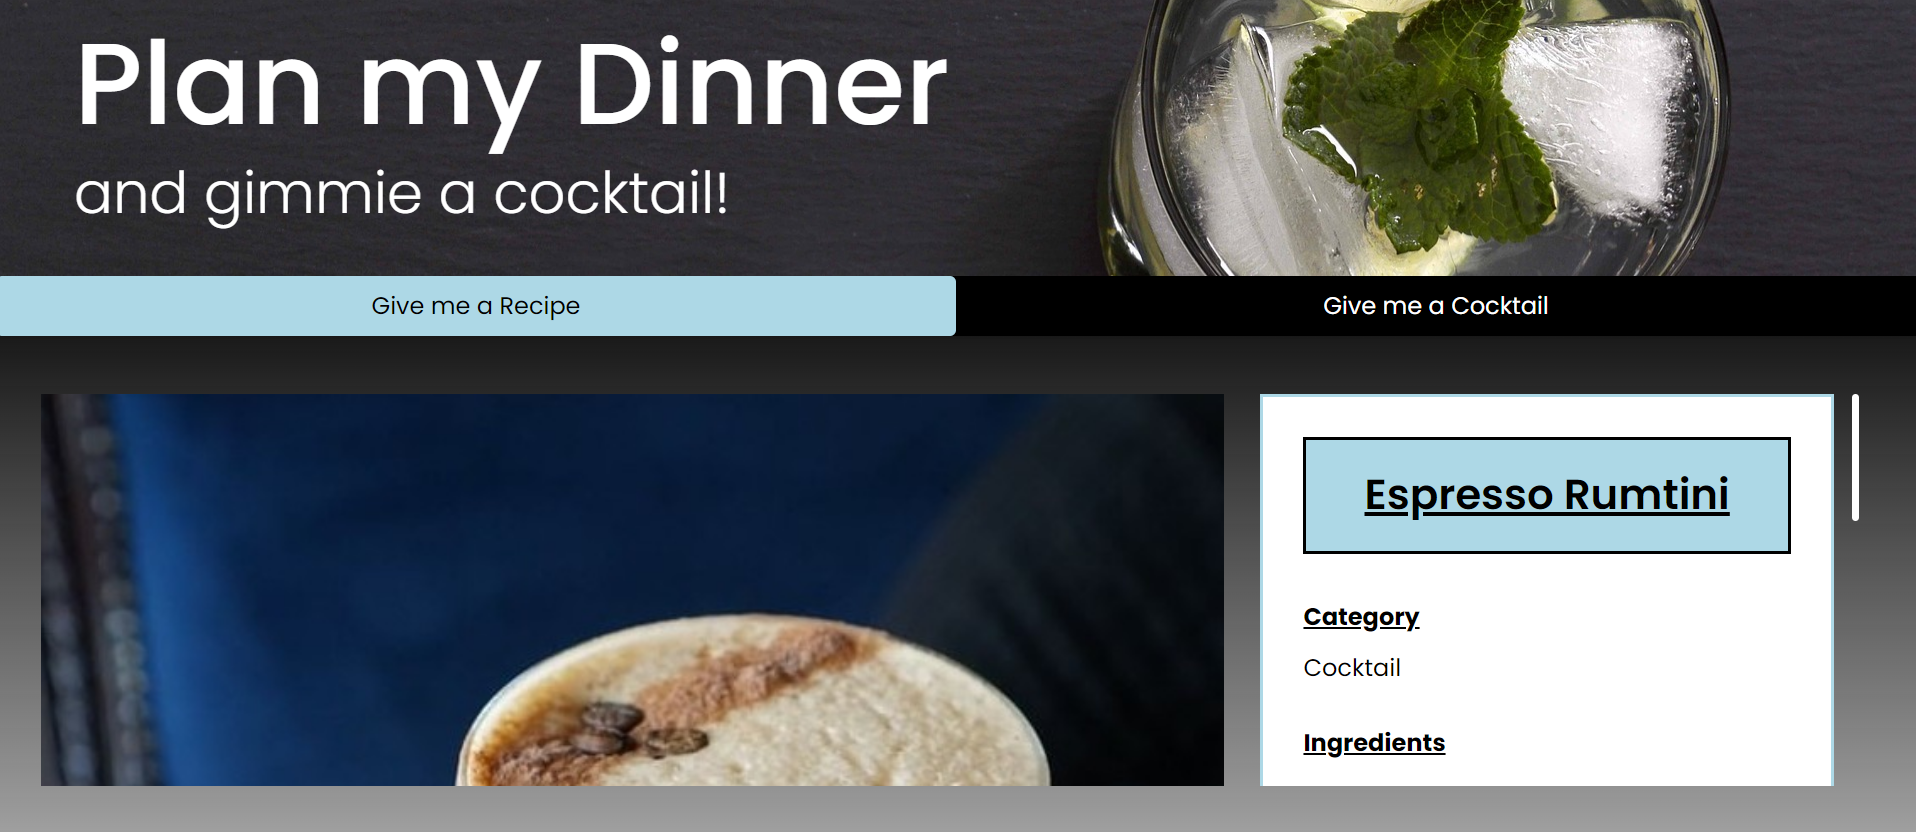 Plan my Dinner
and gimmie a cocktail!
Give me a Recipe
Give me a Cocktail
Espresso Rumtini
Category
Cocktail
Ingredients